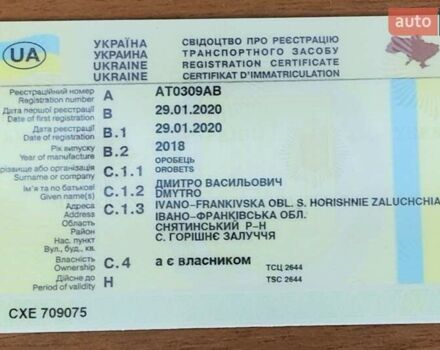 auto
UA
УКРАЇНА
УКРАИНА
UKRAINE
СВІДОЦТВО ПРО РЕЄСТРАЦІЮ
ТРАНСПОРТНОГО ЗАСОБУ
REGISTRATION CERTIFICATE
CERTIFIKAT D'IMMATRICULATION
Реєстраційний номер
Registration number
A
AT0309AB
Дата першої реєстрації
Date of first registration
B
29.01.2020
Дата реєстрації
Date of registration
B.1
29.01.2020
Рік випуску
Year of manufacture
B.2
2018
різвище або організація
Surname or company
C.1.1
ОРОБЕЦЬ
OROBETS
Ім'я та по батькові
Given name(s)
C.1.2
ДМИТРО ВАСИЛЬОВИЧ
DMYTRO
Адреса
Address
Область
Район
Нас. пункт
Вул., буд., кв.
C.1.3
IVANO-FRANKIVSKA OBL. S. HORISHNIE ZALUCHCHIA
ІВАНО-ФРАНКІВСЬКА ОБЛ.
СНЯТИНСЬКИЙ Р-Н
С. ГОРІШНЄ ЗАЛУЧЧЯ
Власність
Ownership
C.4
а є власником
ТСЦ 2644
Дійсне до
Period of validity
H
TSC 2644
CXE 709075